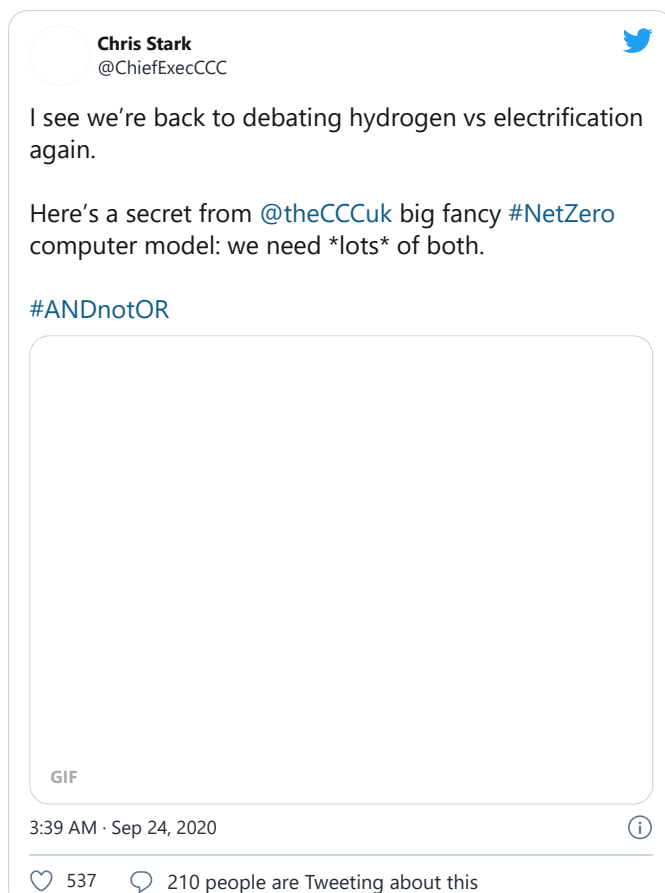 Chris Stark
@ChiefExecCCC
I see we’re back to debating hydrogen vs electrification
again.
Here’s a secret from @theCCCuk big fancy #NetZero
computer model: we need *lots* of both.
#ANDnotOR
GIF
3:39 AM · Sep 24, 2020
537 210 people are Tweeting about this